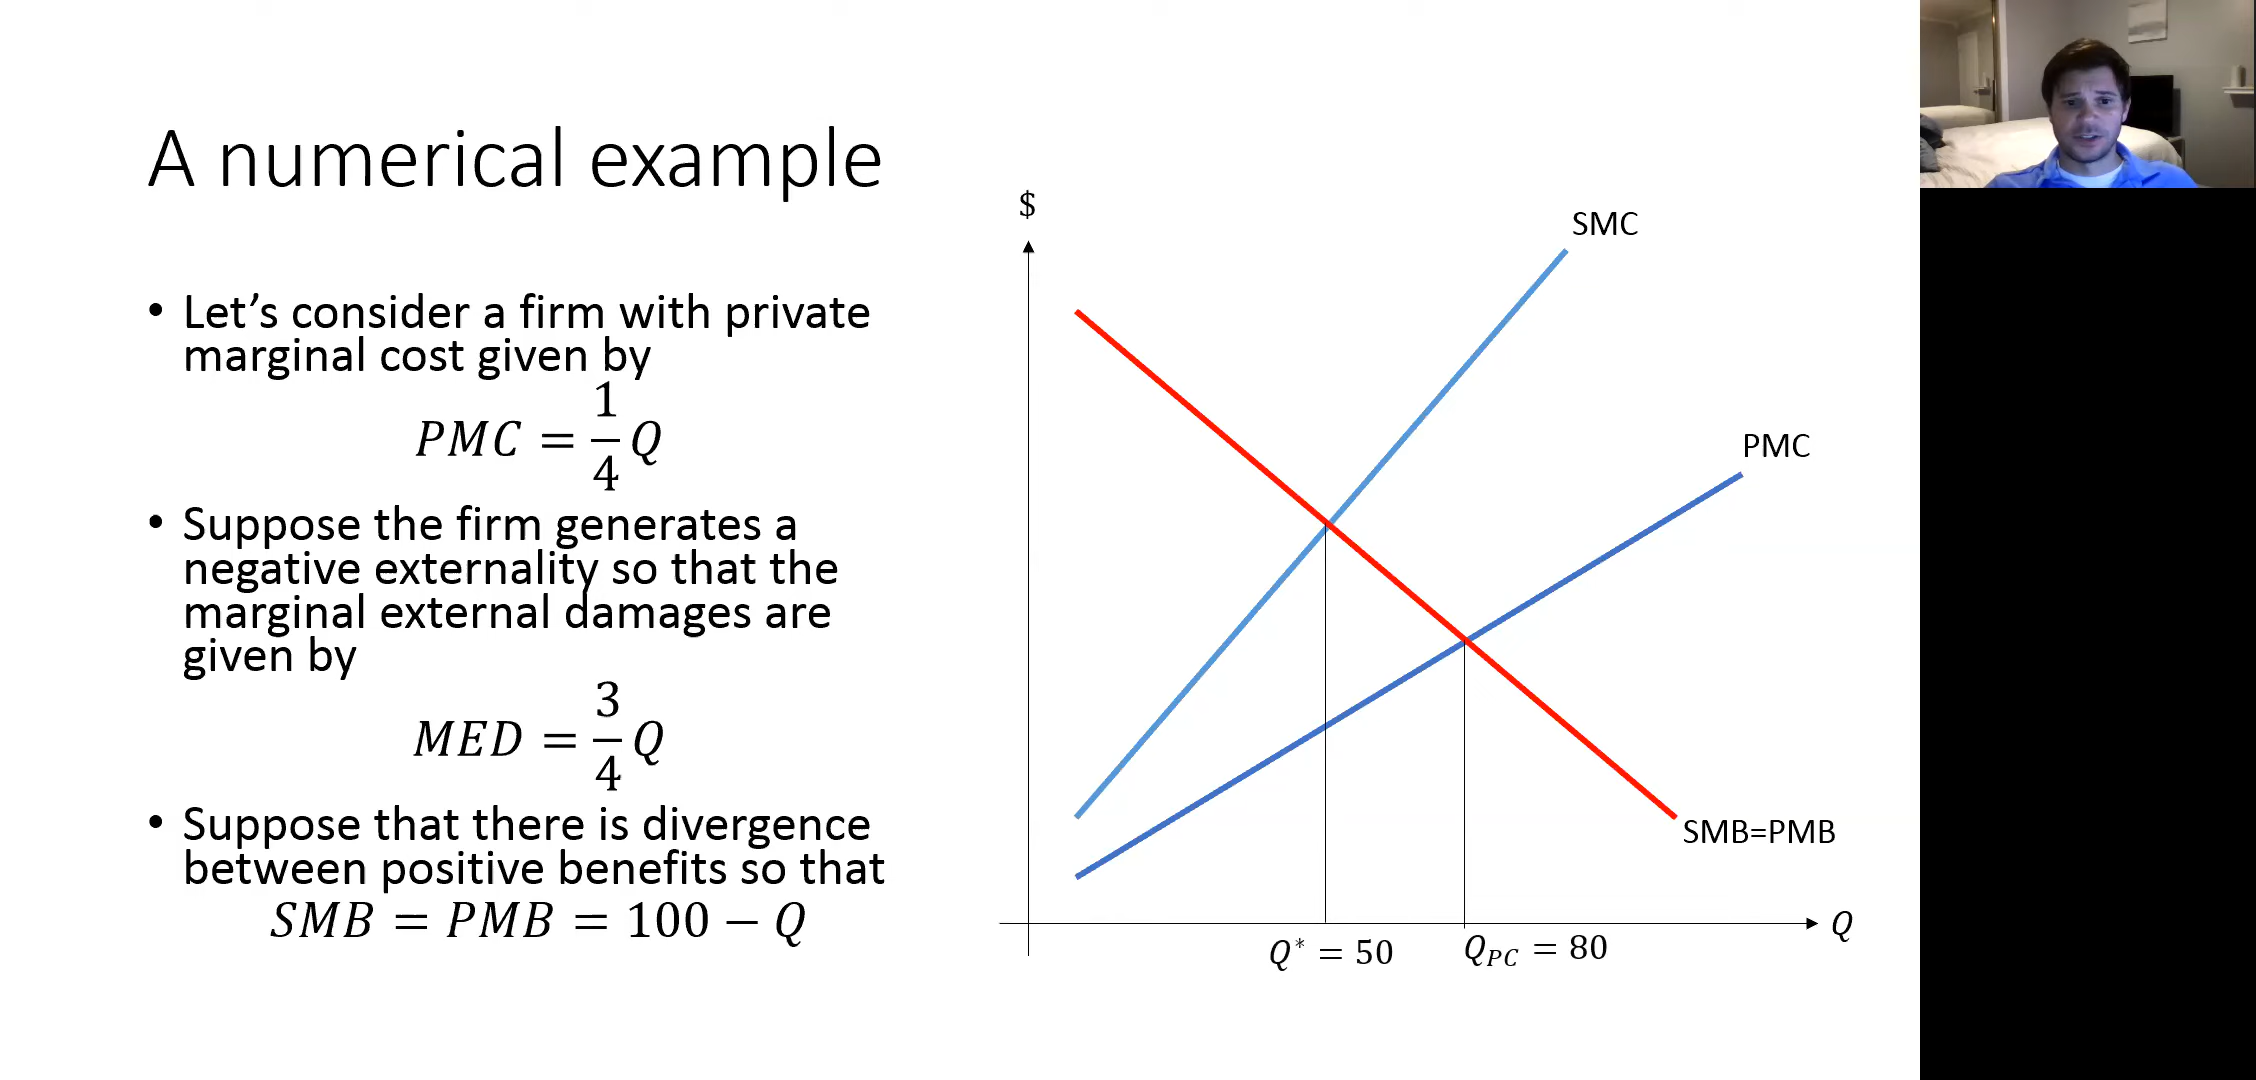 A numerical example
• Let’s consider a firm with private
marginal cost given by
PMC = 1/4 Q
• Suppose the firm generates a
negative externality so that the
marginal external damages are
given by
MED = 3/4 Q
• Suppose that there is divergence
between positive benefits so that
SMB = PMB = 100 − Q
$
SMC
PMC
SMB=PMB
Q
Q* = 50
Q_PC = 80